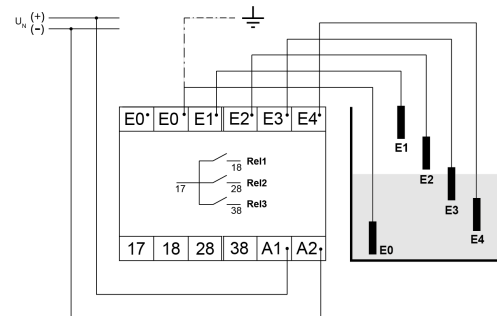 U_N (+)
(−)
E0 E0 E1 E2 E3 E4
18 Rel1
17 28 Rel2
38 Rel3
17 18 28 38 A1 A2
E1
E2
E3
E4
E0